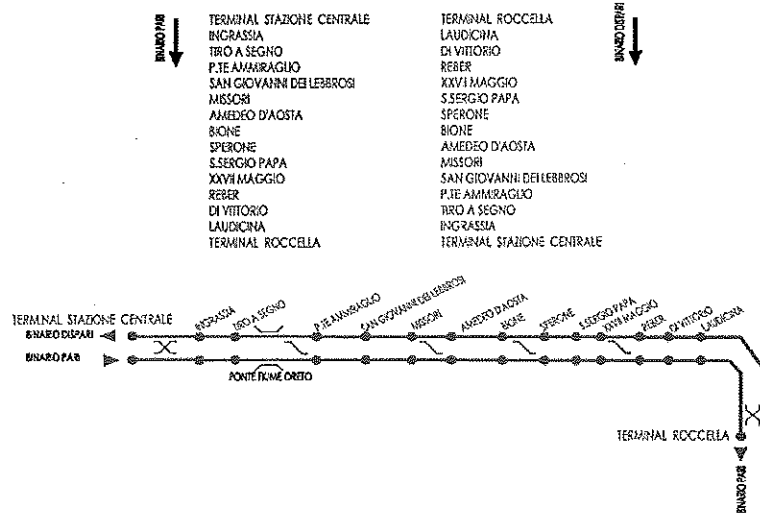 BINARIO PARI
TERMINAL STAZIONE CENTRALE
INGRASSIA
TIRO A SEGNO
P.TE AMMIRAGLIO
SAN GIOVANNI DEI LEBBROSI
MISSORI
AMEDEO D'AOSTA
BIONE
SPERONE
S.SERGIO PAPA
XXVII MAGGIO
REBER
DI VITTORIO
LAUDICINA
TERMINAL ROCCELLA
TERMINAL ROCCELLA
LAUDICINA
DI VITTORIO
REBER
XXVII MAGGIO
S.SERGIO PAPA
SPERONE
BIONE
AMEDEO D'AOSTA
MISSORI
SAN GIOVANNI DEI LEBBROSI
P.TE AMMIRAGLIO
TIRO A SEGNO
INGRASSIA
TERMINAL STAZIONE CENTRALE
BINARIO DISPARI
TERMINAL STAZIONE CENTRALE
INGRASSIA
TIRO A SEGNO
P.TE AMMIRAGLIO
SAN GIOVANNI DEI LEBBROSI
MISSORI
AMEDEO D'AOSTA
BIONE
SPERONE
S.SERGIO PAPA
XXVII MAGGIO
REBER
DI VITTORIO
LAUDICINA
BINARIO DISPARI
BINARIO PARI
PONTE FIUME ORETO
TERMINAL ROCCELLA
BINARIO PARI